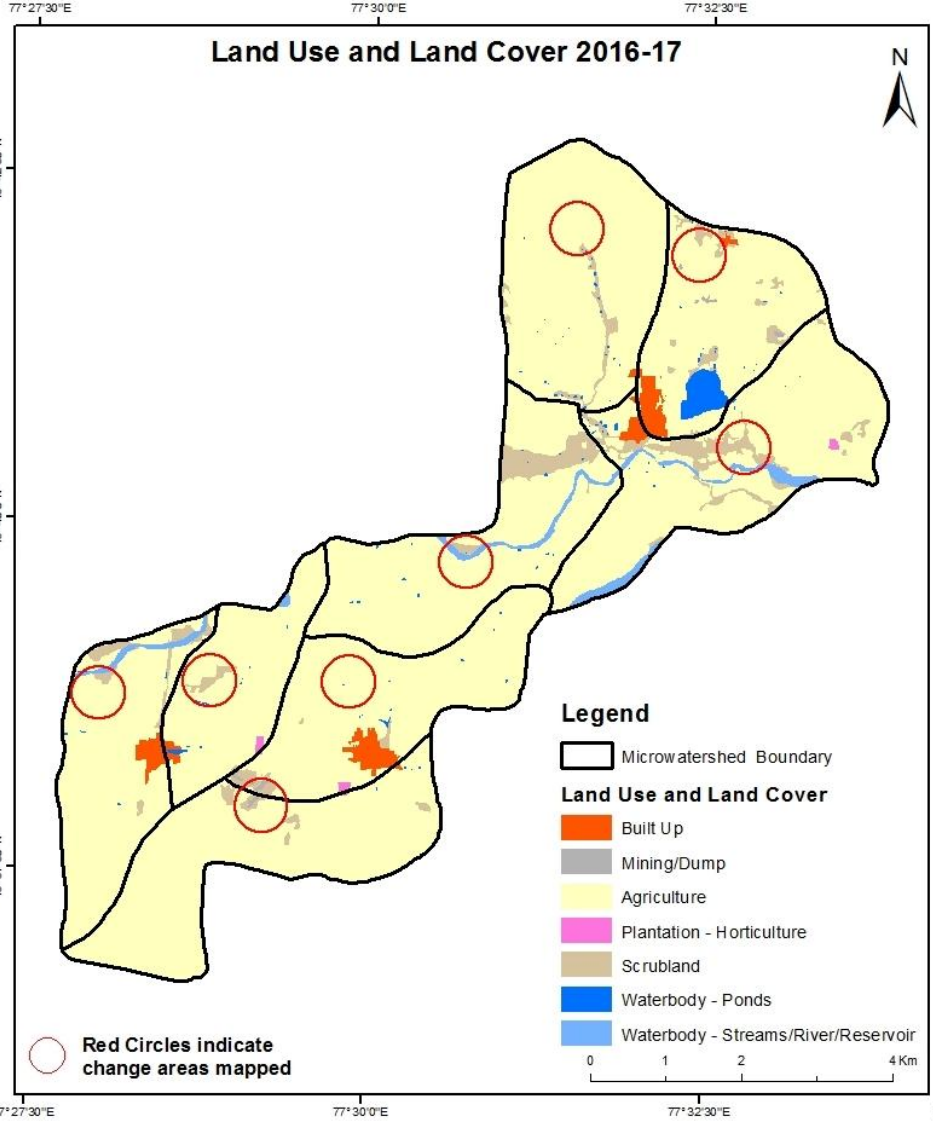 77°27'30"E 77°30'0"E 77°32'30"E
Land Use and Land Cover 2016-17
N
Legend
Microwatershed Boundary
Land Use and Land Cover
Built Up
Mining/Dump
Agriculture
Plantation - Horticulture
Scrubland
Waterbody - Ponds
Waterbody - Streams/River/Reservoir
Red Circles indicate
change areas mapped
0 1 2 4 Km
77°27'30"E 77°30'0"E 77°32'30"E